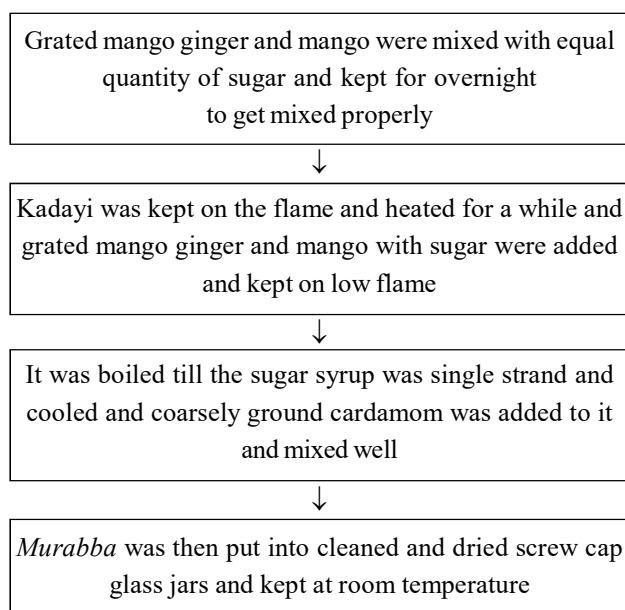 Grated mango ginger and mango were mixed with equal
quantity of sugar and kept for overnight
to get mixed properly
↓
Kadayi was kept on the flame and heated for a while and
grated mango ginger and mango with sugar were added
and kept on low flame
↓
It was boiled till the sugar syrup was single strand and
cooled and coarsely ground cardamom was added to it
and mixed well
↓
Murabba was then put into cleaned and dried screw cap
glass jars and kept at room temperature